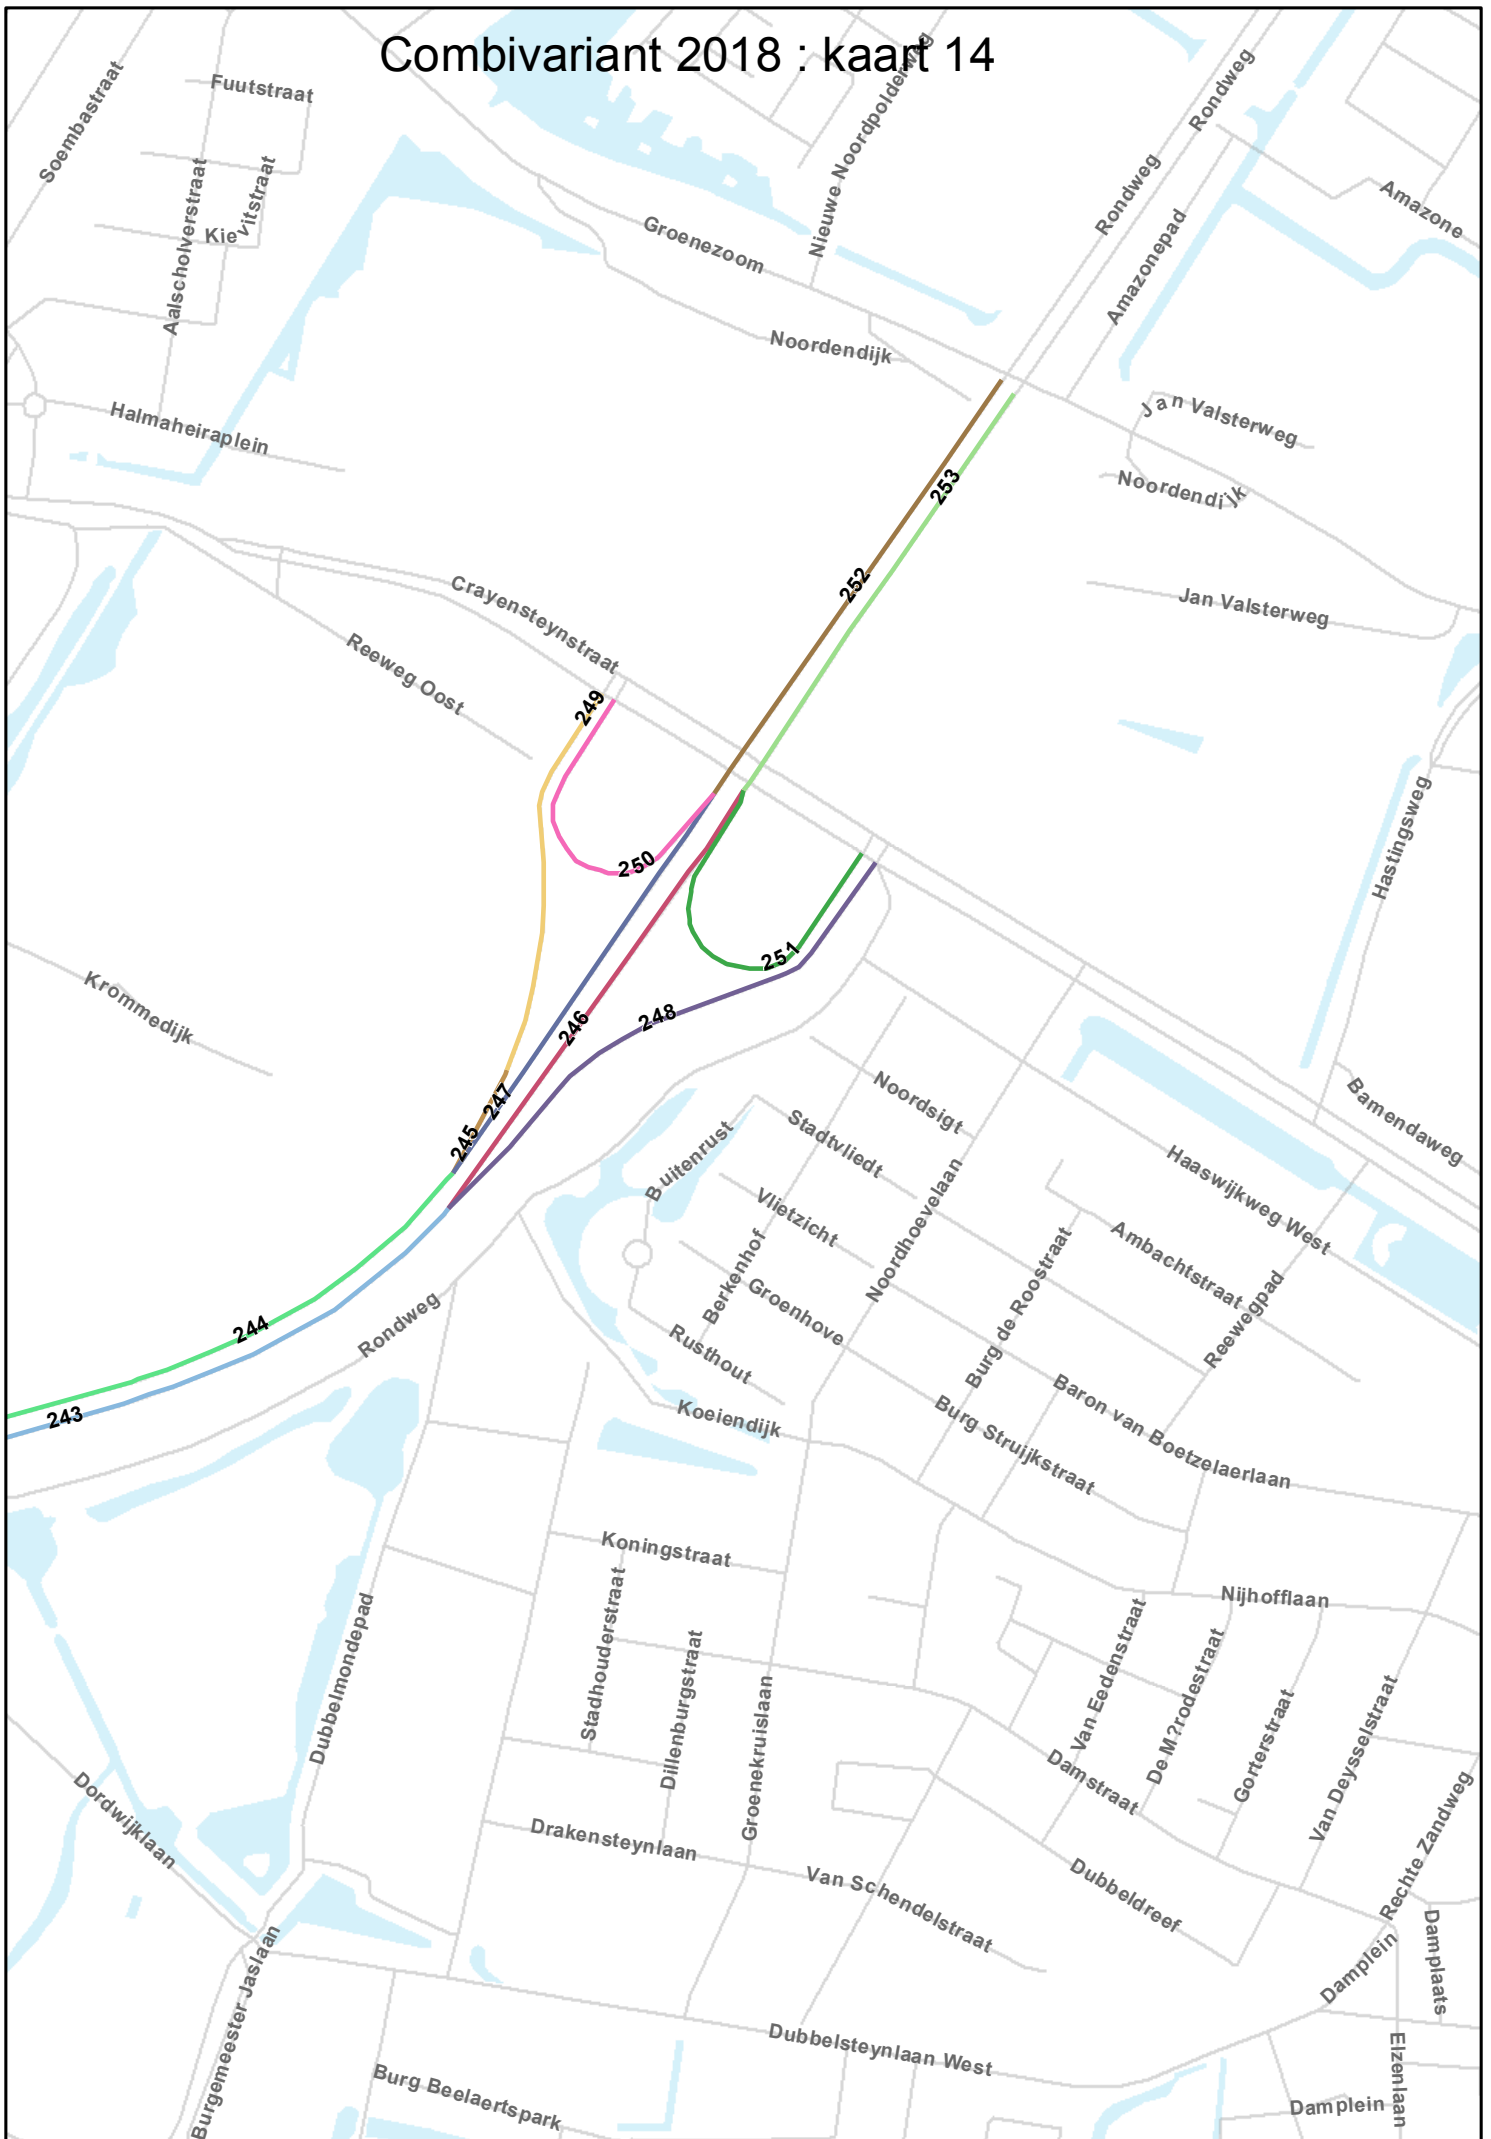 Combivariant 2018 : kaart 14
Soembastraat
Fuutstraat
Aalscholverstraat
Kievitstraat
Nieuwe Noordpolderweg
Rondweg
Rondweg
Amazonepad
Amazone
Groenezoom
Noordendijk
Halmaheiraplein
Jan Valsterweg
Noordendijk
253
252
Jan Valsterweg
Crayensteynstraat
Reeweg Oost
249
250
251
Hastingsweg
Krommedijk
248
246
247
245
Noordsigt
Stadtvliedt
Buitenrust
Vlietzicht
Bamendaweg
Haaswijkweg West
Noordhoevelaan
Ambachtstraat
Berkenhof
Groenhove
Burg de Roostraat
Reewegpad
Rusthout
Rondweg
244
243
Koeiendijk
Baron van Boetzelaerlaan
Burg Struijkstraat
Koningstraat
Nijhofflaan
Stadhouderstraat
Dubbelmondepad
Dillenburgstraat
Groenekruislaan
Van Eedenstraat
De M?rodestraat
Gorterstraat
Van Deysselstraat
Damstraat
Rechte Zandweg
Dordwijklaan
Drakensteynlaan
Van Schendelstraat
Dubbeldreef
Damplein
Damplaats
Burgemeester Jaslaan
Dubbelsteynlaan West
Elzenlaan
Burg Beelaertspark
Damplein